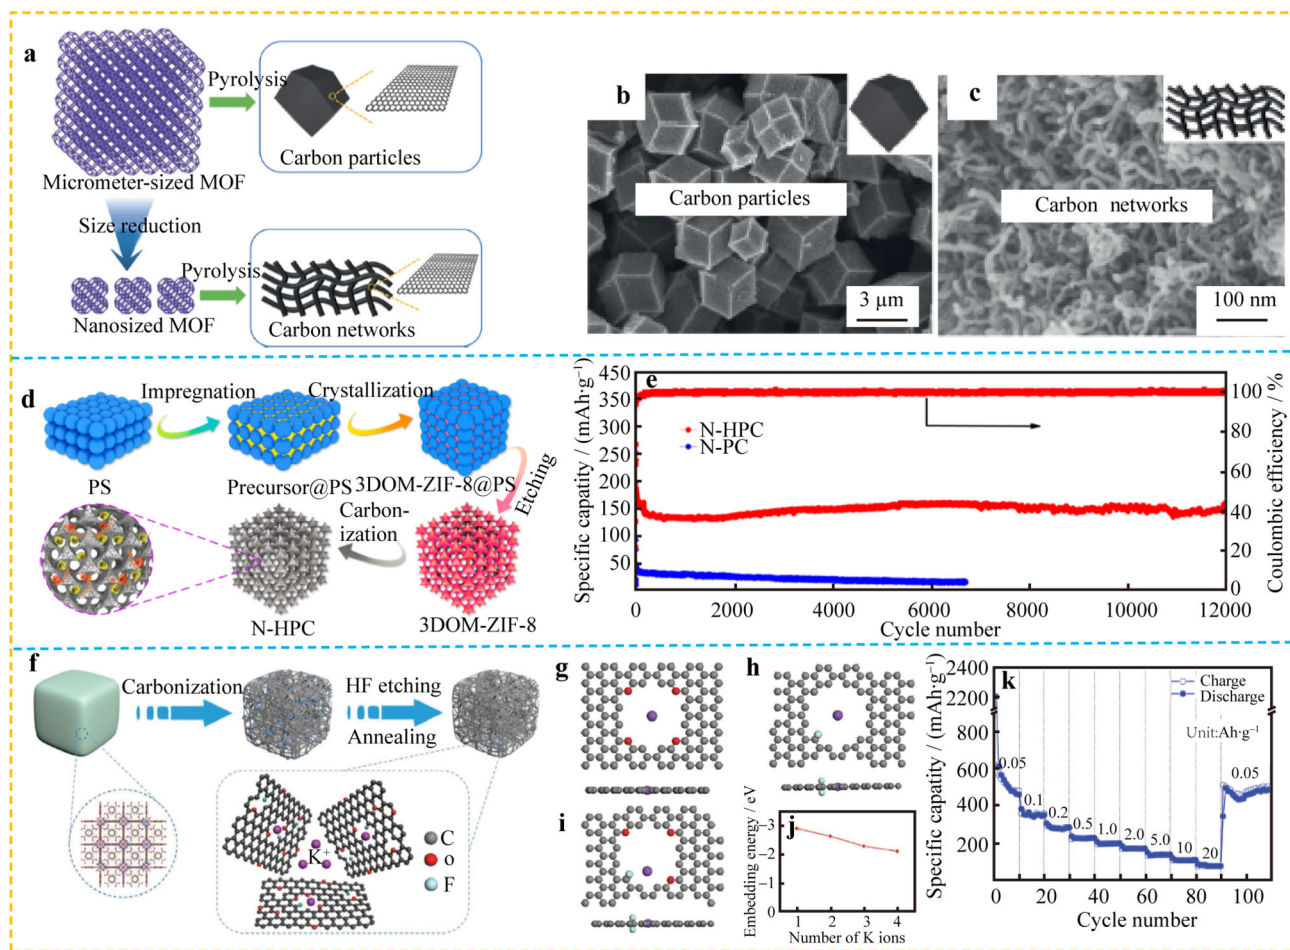 a
Pyrolysis
Carbon particles
Micrometer-sized MOF
Size reduction
Pyrolysis
Nanosized MOF
Carbon networks
b
Carbon particles
3 μm
c
Carbon networks
100 nm
d
Impregnation
Crystallization
PS
Precursor@PS
3DOM-ZIF-8@PS
Etching
Carbon-
ization
N-HPC
3DOM-ZIF-8
e
Specific capatity / (mAh·g⁻¹)
450
400
350
300
250
200
150
100
50
N-HPC
N-PC
100
80
60
40
20
0
Coulombic efficiency / %
0
2000
4000
6000
8000
10000
12000
Cycle number
f
Carbonization
HF etching
Annealing
K⁺
C
o
F
g
h
i
j
Embedding energy / eV
−3
−2
−1
0
1
2
3
4
Number of K ions
k
Specific capatity / (mAh·g⁻¹)
2400
2200
600
400
200
Charge
Discharge
Unit:Ah·g⁻¹
0.05
0.1
0.2
0.5
1.0
2.0
5.0
10
20
0.05
0
20
40
60
80
100
Cycle number